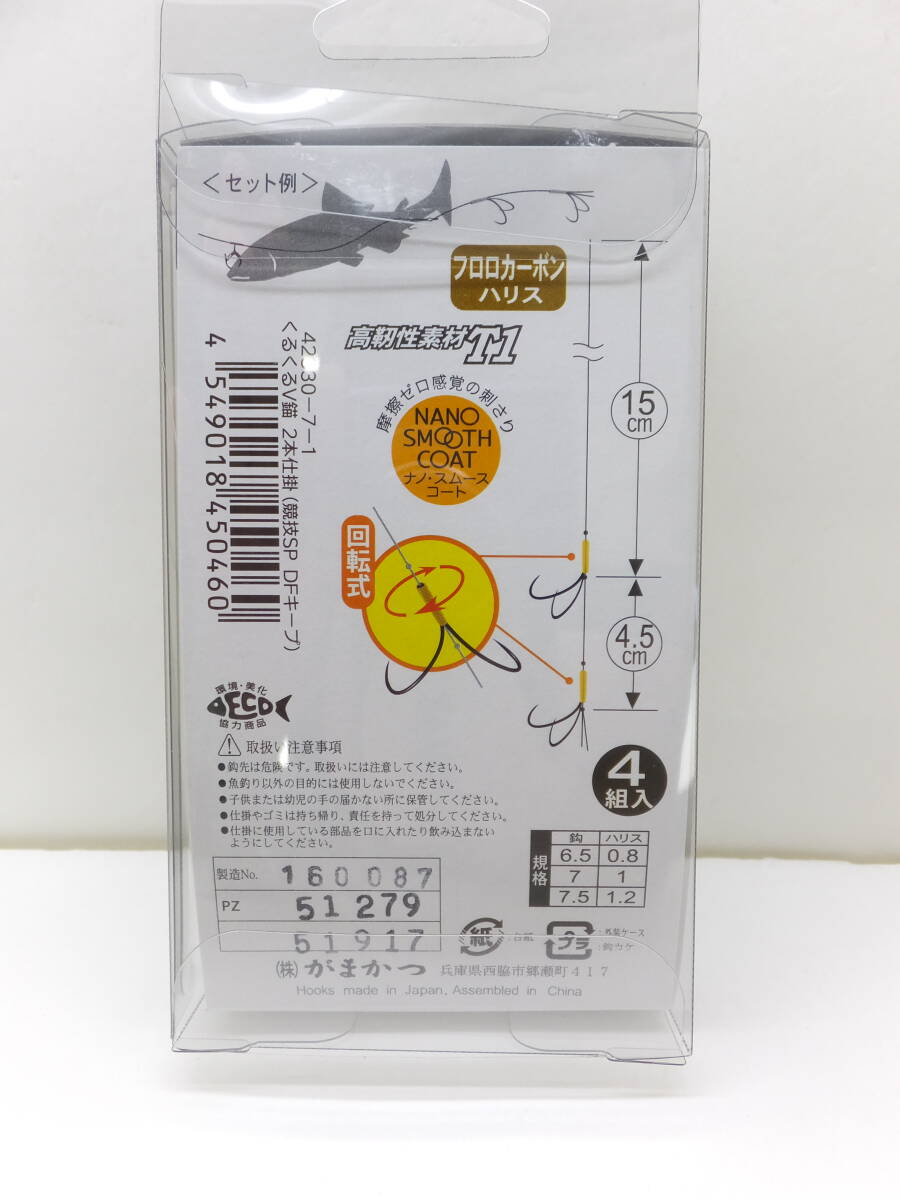 <セット例>
フロロカーボン
ハリス
高靭性素材T1
摩擦ゼロ感覚の刺さり
NANO
SMOOTH
COAT
ナノ・スムース
コート
回転式
15
cm
4.5
cm
4
組入
くるくるV錨 2本仕掛(競技SP DFキープ)
4 549018 450460
環境・美化
ECO
協力商品
取扱い注意事項
●鈎先は危険です。取扱いには注意してください。
●魚釣り以外の目的には使用しないでください。
●子供または幼児の手の届かない所に保管してください。
●仕掛やゴミは持ち帰り、責任を持って処分してください。
●仕掛に使用している部品を口に入れたり飲み込まない
ようにしてください。
規格
鈎 ハリス
6.5 0.8
7 1
7.5 1.2
製造No. 160087
PZ 51279
51917
紙 :台紙
プラ :外装ケース
:鈎カケ
(株)がまかつ 兵庫県西脇市郷瀬町417
Hooks made in Japan, Assembled in China